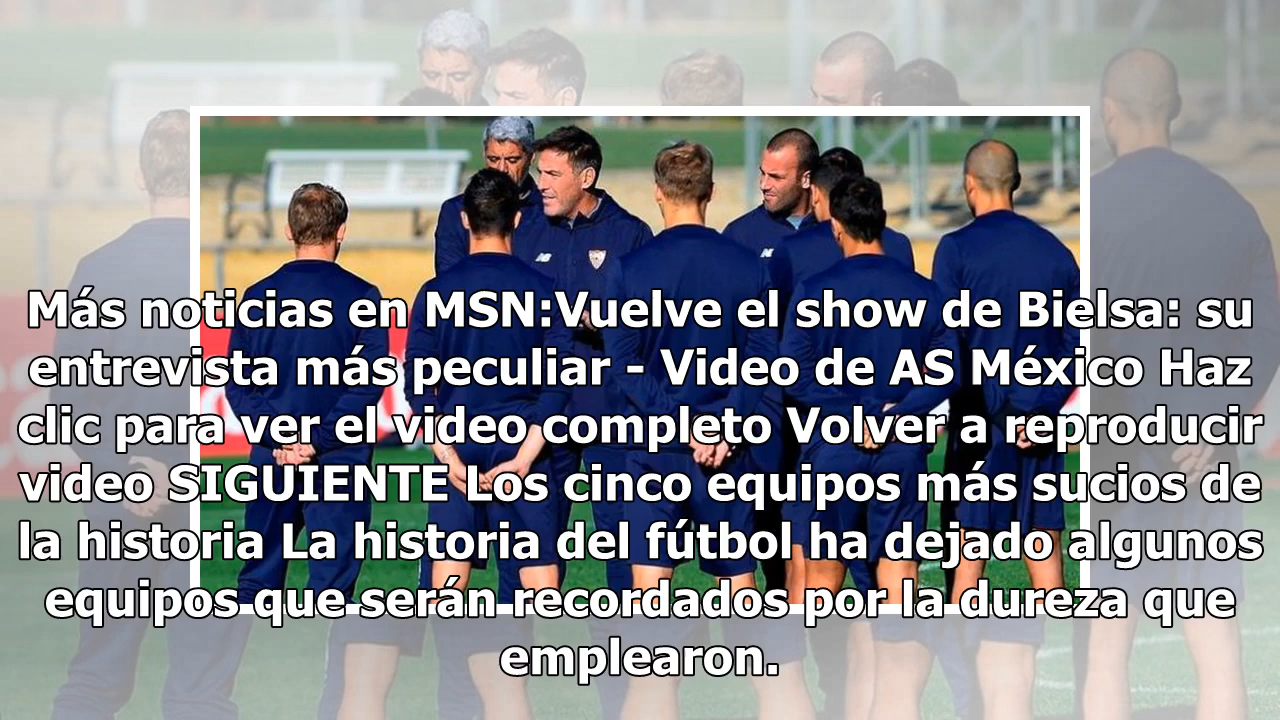 Más noticias en MSN:Vuelve el show de Bielsa: su
entrevista más peculiar - Video de AS México Haz
clic para ver el video completo Volver a reproducir
video SIGUIENTE Los cinco equipos más sucios de
la historia La historia del fútbol ha dejado algunos
equipos que serán recordados por la dureza que
emplearon.